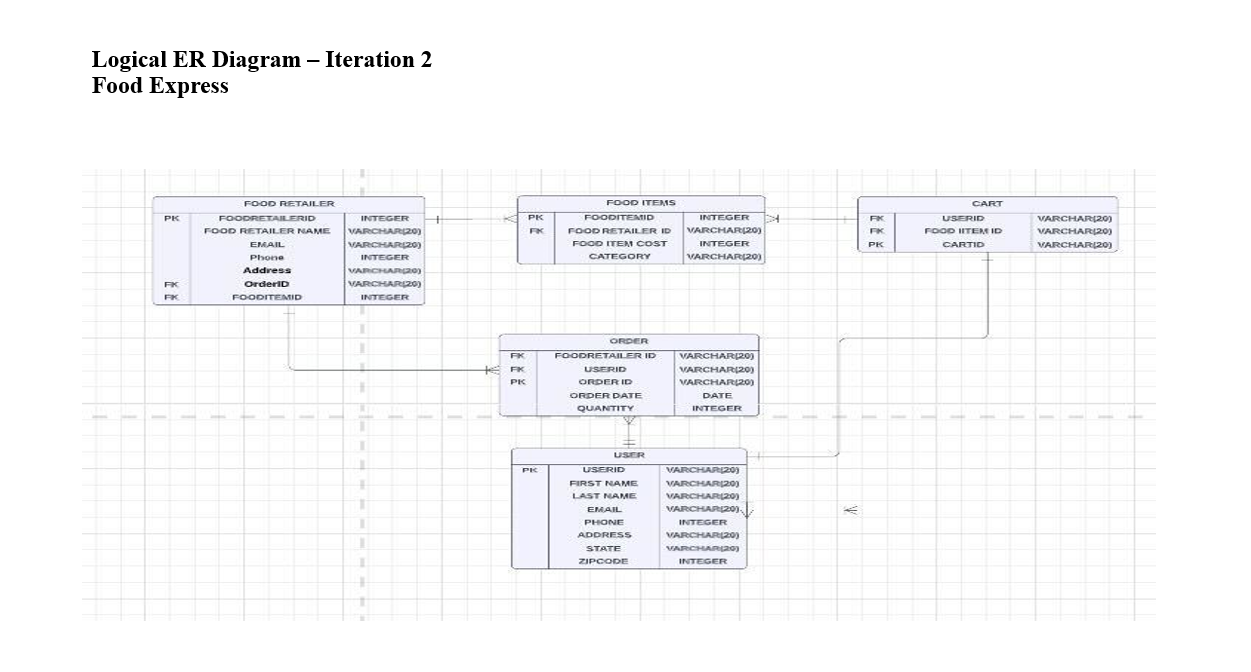 Logical ER Diagram – Iteration 2
Food Express
FOOD RETAILER
PK FOODRETAILERID INTEGER
FOOD RETAILER NAME VARCHAR(20)
EMAIL VARCHAR(20)
Phone INTEGER
Address VARCHAR(20)
FK OrderID VARCHAR(20)
FK FOODITEMID INTEGER
FOOD ITEMS
PK FOODITEMID INTEGER
FK FOOD RETAILER ID VARCHAR(20)
FOOD ITEM COST INTEGER
CATEGORY VARCHAR(20)
CART
FK USERID VARCHAR(20)
FK FOOD IITEM ID VARCHAR(20)
PK CARTID VARCHAR(20)
ORDER
FK FOODRETAILER ID VARCHAR(20)
FK USERID VARCHAR(20)
PK ORDER ID VARCHAR(20)
ORDER DATE DATE
QUANTITY INTEGER
USER
PK USERID VARCHAR(20)
FIRST NAME VARCHAR(20)
LAST NAME VARCHAR(20)
EMAIL VARCHAR(20)
PHONE INTEGER
ADDRESS VARCHAR(20)
STATE VARCHAR(20)
ZIPCODE INTEGER